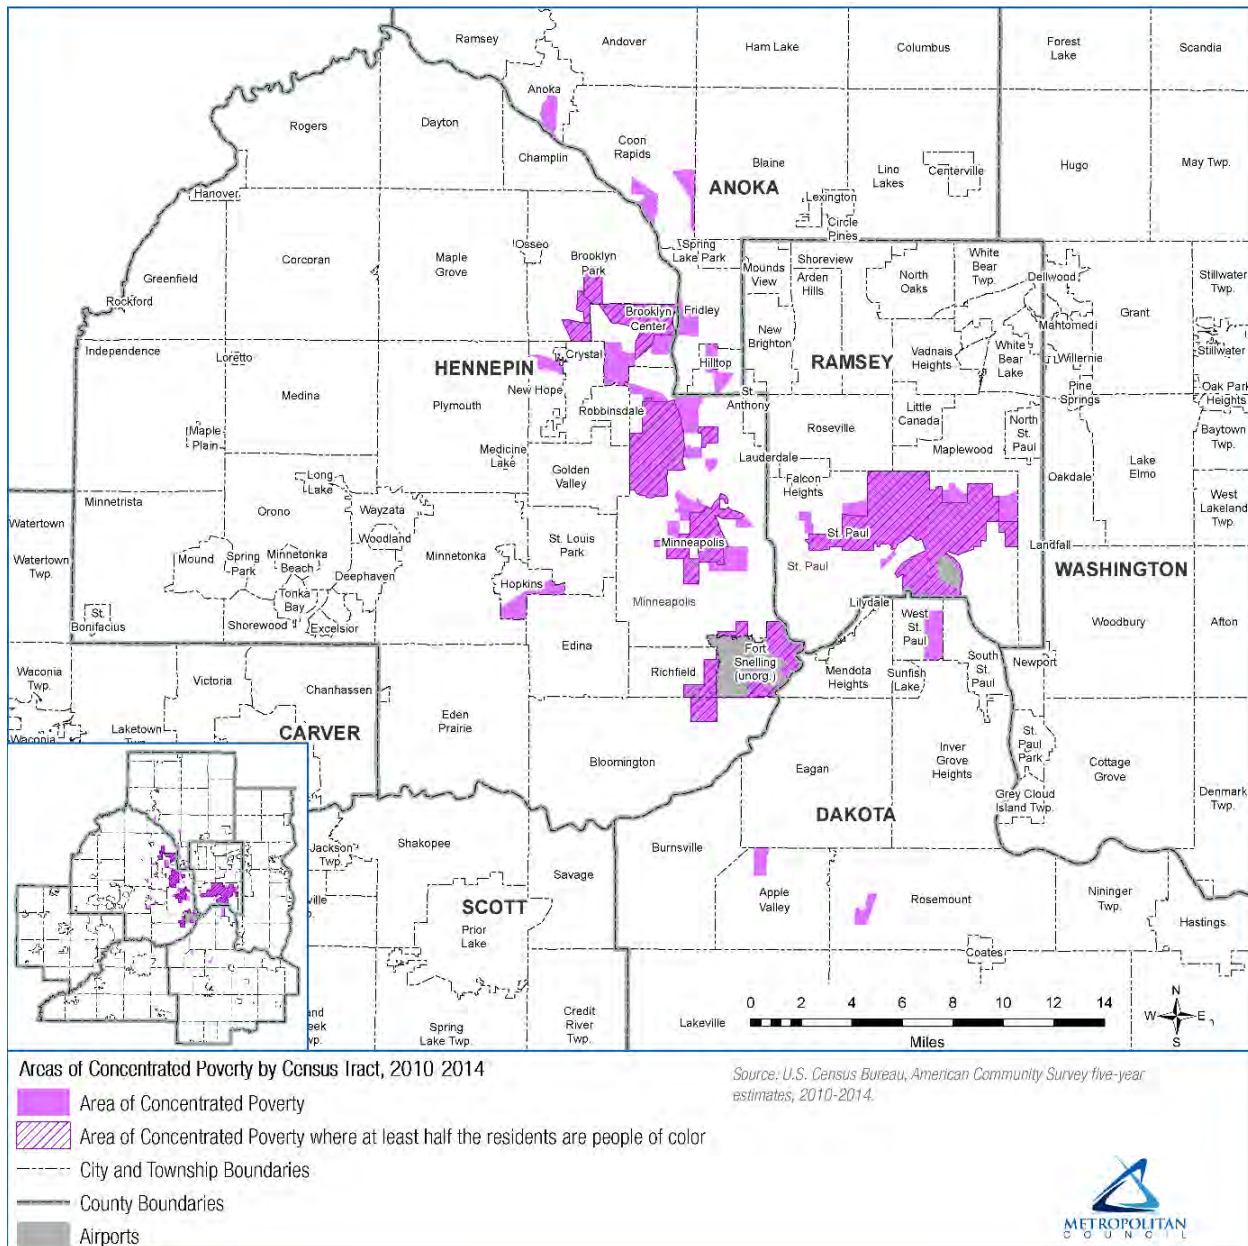 Ramsey
Andover
Ham Lake
Columbus
Forest
Lake
Scandia
Anoka
Rogers
Dayton
Champlin
Coon
Rapids
Blaine
ANOKA
Lino
Lakes
Centerville
Hugo
May Twp.
Hanover
Lexington
Circle
Pines
Osseo
Spring
Lake Park
Corcoran
Maple
Grove
Brooklyn
Park
Greenfield
Rockford
Mounds
View
Shoreview
Arden
Hills
North
Oaks
White
Bear
Twp.
Dellwood
Stillwater
Twp.
Brooklyn
Center
Fridley
New
Brighton
Mahtomedi
Grant
Independence
Loretto
HENNEPIN
Crystal
Hilltop
RAMSEY
Vadnais
Heights
White
Bear
Lake
Willernie
Stillwater
Medina
Plymouth
New Hope
Robbinsdale
St.
Anthony
Pine
Springs
Oak Park
Heights
Maple
Plain
Medicine
Lake
Roseville
Little
Canada
North
St.
Paul
Baytown
Twp.
Maplewood
Lauderdale
Golden
Valley
Falcon
Heights
Oakdale
Lake
Elmo
Long
Lake
Minnetrista
Orono
Wayzata
West
Lakeland
Twp.
Watertown
Watertown
Twp.
Woodland
Minnetonka
St. Louis
Park
Minneapolis
St. Paul
St. Paul
Landfall
WASHINGTON
Mound
Spring
Park
Minnetonka
Beach
Deephaven
Hopkins
Tonka
Bay
Minneapolis
Lilydale
St.
Bonifacius
Shorewood
Excelsior
West
St.
Paul
Woodbury
Afton
Edina
Richfield
Fort
Snelling
(unorg.)
Mendota
Heights
Sunfish
Lake
South
St.
Paul
Newport
Waconia
Twp.
Victoria
Chanhassen
CARVER
Eden
Prairie
Laketown
Waconia
Bloomington
Eagan
Inver
Grove
Heights
St.
Paul
Park
Cottage
Grove
Grey Cloud
Island Twp.
Denmark
Twp.
DAKOTA
Jackson
Twp.
Shakopee
Burnsville
Savage
Apple
Valley
Rosemount
Nininger
Twp.
Hastings
SCOTT
Prior
Lake
Coates
Spring
Lake Twp.
Credit
River
Twp.
Lakeville
0 2 4 6 8 10 12 14
Miles
N
W E
S
Areas of Concentrated Poverty by Census Tract, 2010 2014
Source: U.S. Census Bureau, American Community Survey five-year
estimates, 2010-2014.
Area of Concentrated Poverty
Area of Concentrated Poverty where at least half the residents are people of color
City and Township Boundaries
County Boundaries
Airports
METROPOLITAN
COUNCIL